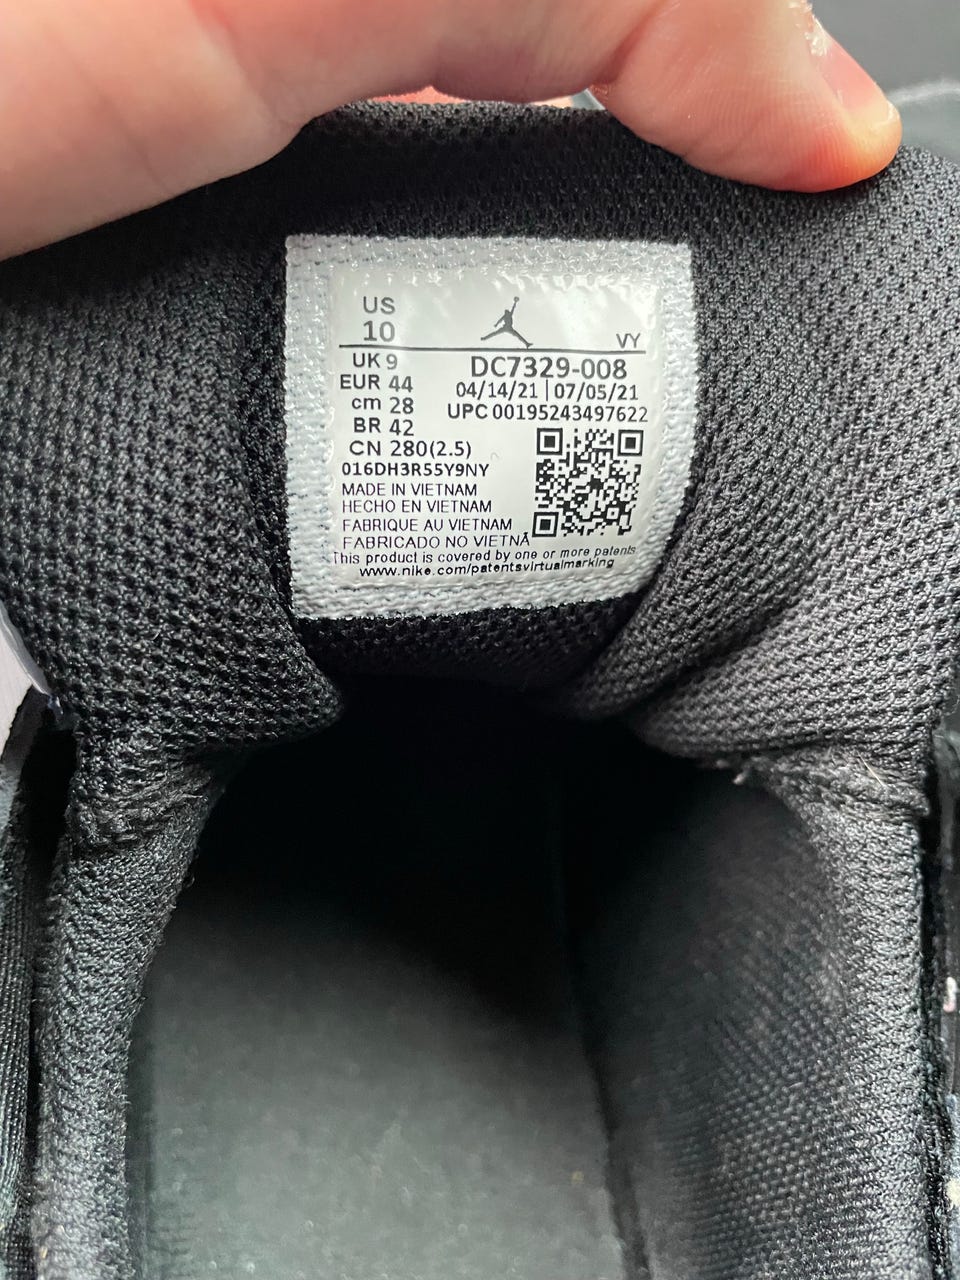 US
10
VY
UK 9
DC7329-008
EUR 44
04/14/21 | 07/05/21
cm 28
UPC 00195243497622
BR 42
CN 280(2.5)
016DH3R55Y9NY
MADE IN VIETNAM
HECHO EN VIETNAM
FABRIQUE AU VIETNAM
FABRICADO NO VIETNÃ
This product is covered by one or more patents
www.nike.com/patentsvirtualmarking